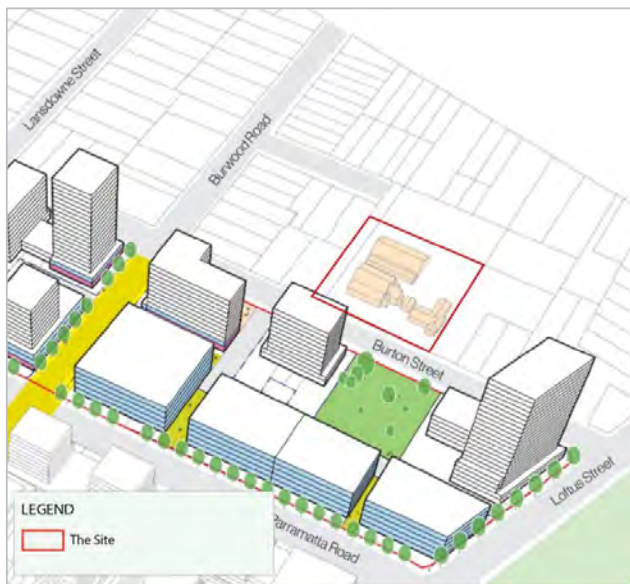 Lansdowne Street
Burwood Road
Burton Street
Loftus Street
Parramatta Road
LEGEND
The Site